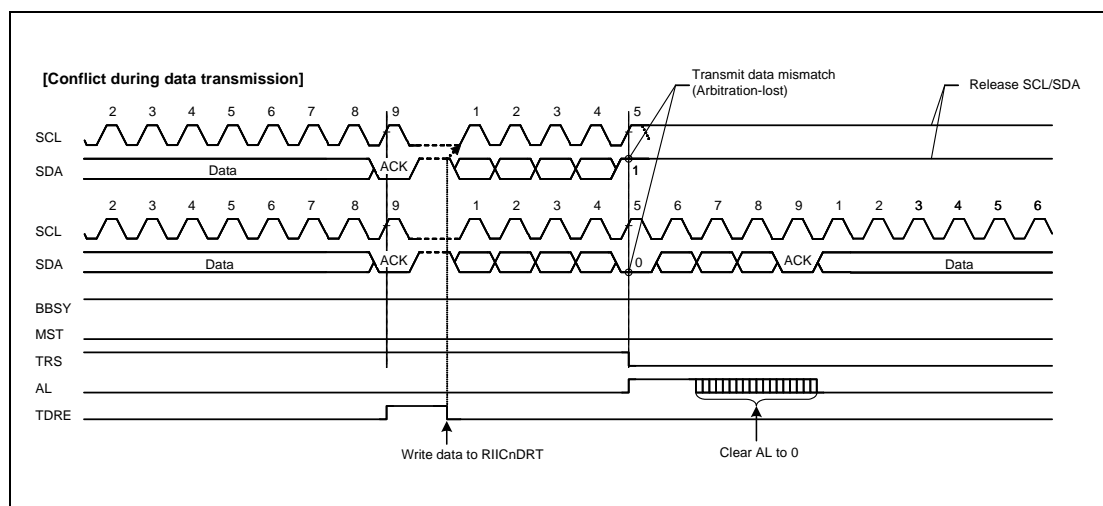 [Conflict during data transmission]
Transmit data mismatch
(Arbitration-lost)
Release SCL/SDA
2 3 4 5 6 7 8 9 1 2 3 4 5
SCL
SDA Data ACK 1
2 3 4 5 6 7 8 9 1 2 3 4 5 6 7 8 9 1 2 3 4 5 6
SCL
SDA Data ACK 0 ACK Data
BBSY
MST
TRS
AL
TDRE
Write data to RIICnDRT
Clear AL to 0